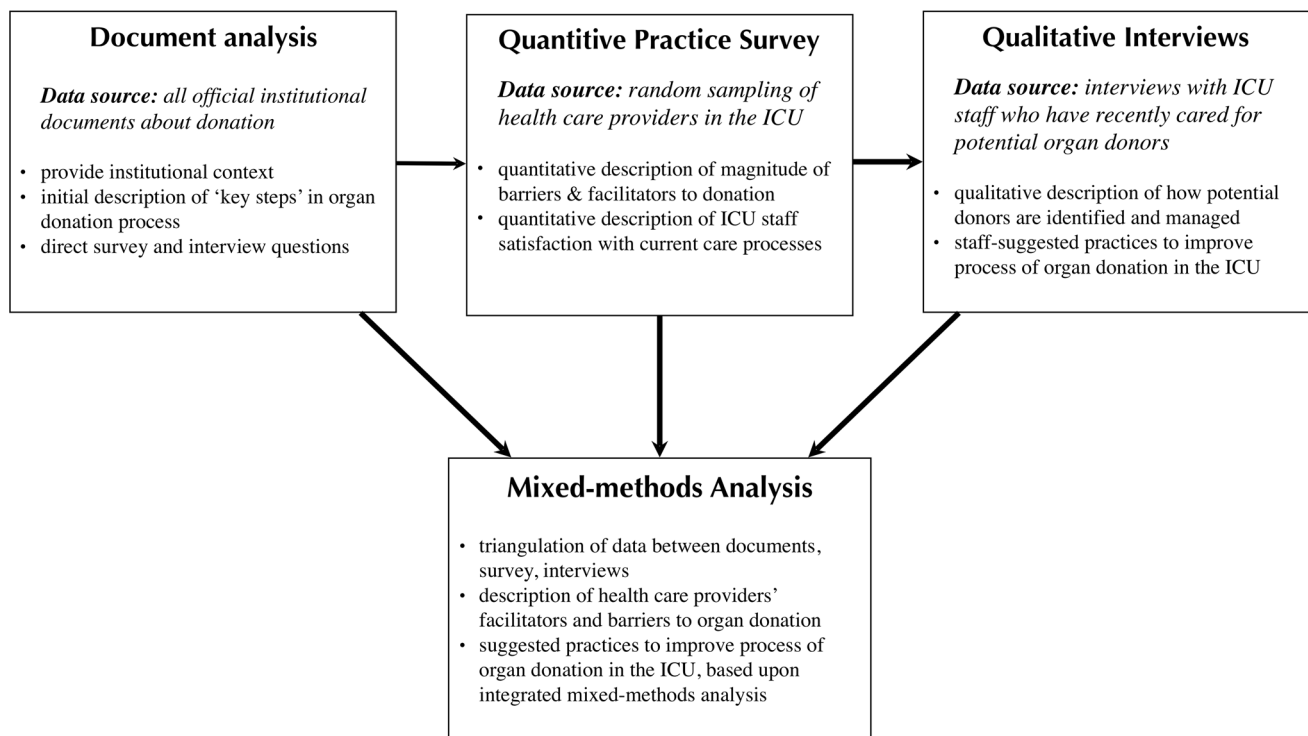 Document analysis
Data source: all official institutional
documents about donation
• provide institutional context
• initial description of ‘key steps’ in organ
donation process
• direct survey and interview questions
Quantitive Practice Survey
Data source: random sampling of
health care providers in the ICU
• quantitative description of magnitude of
barriers & facilitators to donation
• quantitative description of ICU staff
satisfaction with current care processes
Qualitative Interviews
Data source: interviews with ICU
staff who have recently cared for
potential organ donors
• qualitative description of how potential
donors are identified and managed
• staff-suggested practices to improve
process of organ donation in the ICU
Mixed-methods Analysis
• triangulation of data between documents,
survey, interviews
• description of health care providers’
facilitators and barriers to organ donation
• suggested practices to improve process of
organ donation in the ICU, based upon
integrated mixed-methods analysis